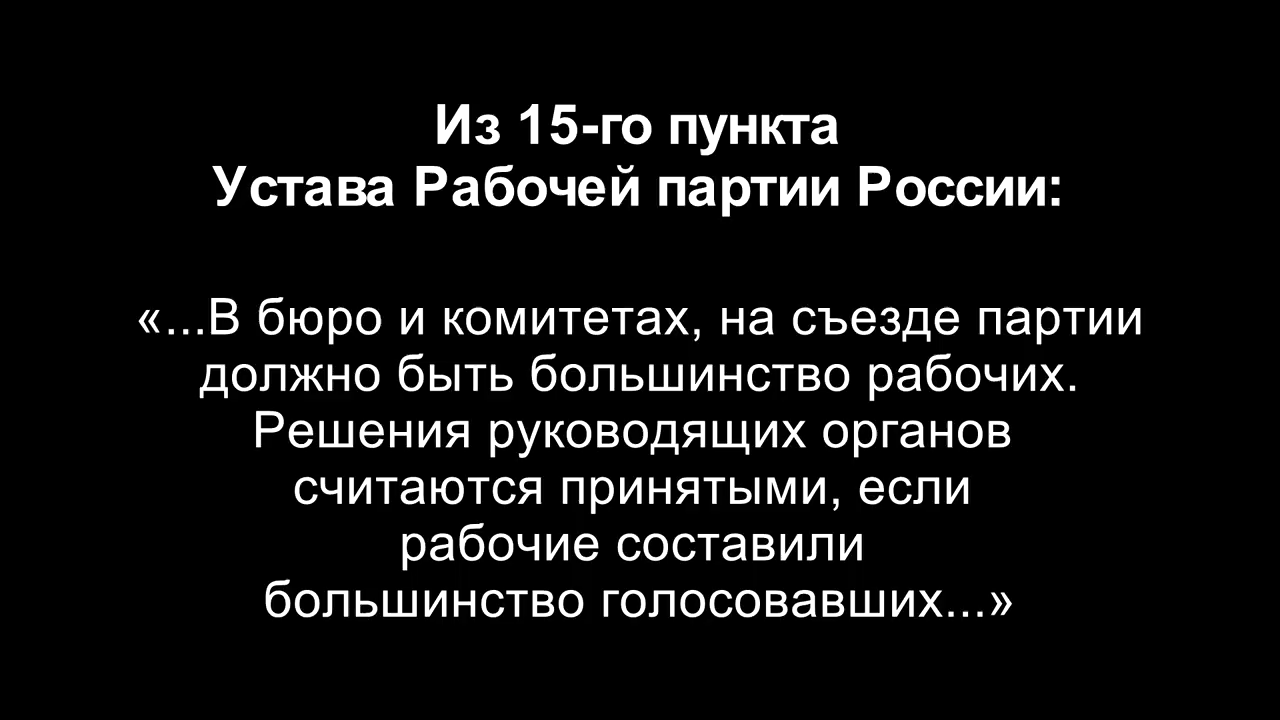 Из 15-го пункта
Устава Рабочей партии России:
«...В бюро и комитетах, на съезде партии
должно быть большинство рабочих.
Решения руководящих органов
считаются принятыми, если
рабочие составили
большинство голосовавших...»